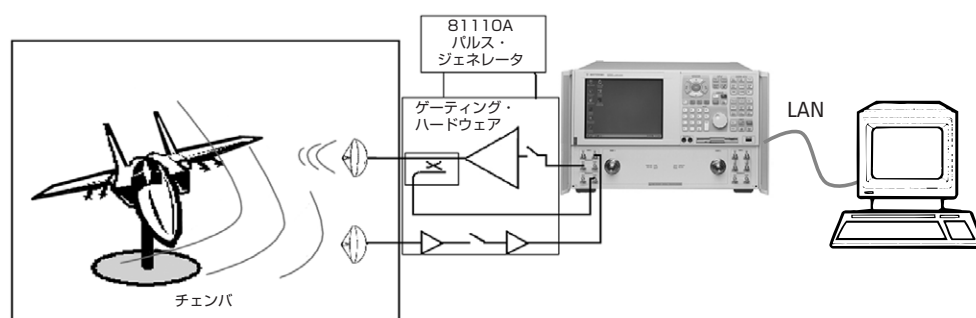 81110A
パルス・
ジェネレータ
ゲーティング・
ハードウェア
LAN
チェンバ